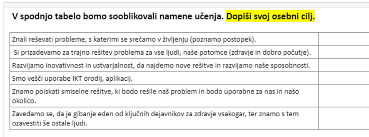 V spodnjo tabelo bomo sooblikovali namene učenja. Dopiši svoj osebni cilj.
Znali reševati probleme, s katerimi se srečamo v življenju (poznamo postopek).
Si prizadevamo za trajno rešitev problema za vse ljudi, naše potomce (zdravje in dobro počutje).
Razvijamo inovativnost in ustvarjalnost, da najdemo nove rešitve in razvijamo naše sposobnosti.
Smo vešči uporabe IKT orodij, aplikacij.
Znamo poiskati smiselne rešitve, ki bodo rešile naš problem in bodo uporabne za nas in našo
okolico.
Zavedamo se, da je gibanje eden od ključnih dejavnikov za zdravje vsakogar, ter znamo s tem
ozavestiti še ostale ljudi.